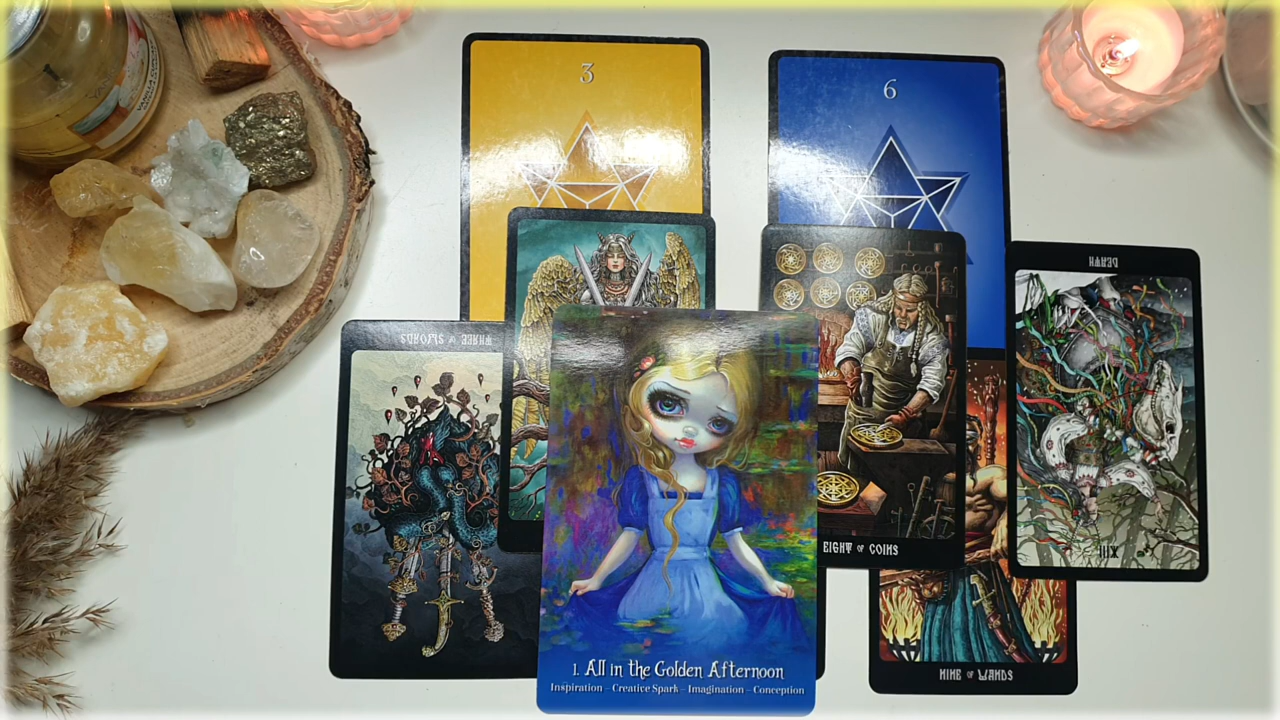 3
6
DEATH
THREE OF SWORDS
EIGHT OF COINS
XIII
1. All in the Golden Afternoon
NINE OF WANDS
Inspiration – Creative Spark – Imagination – Conception